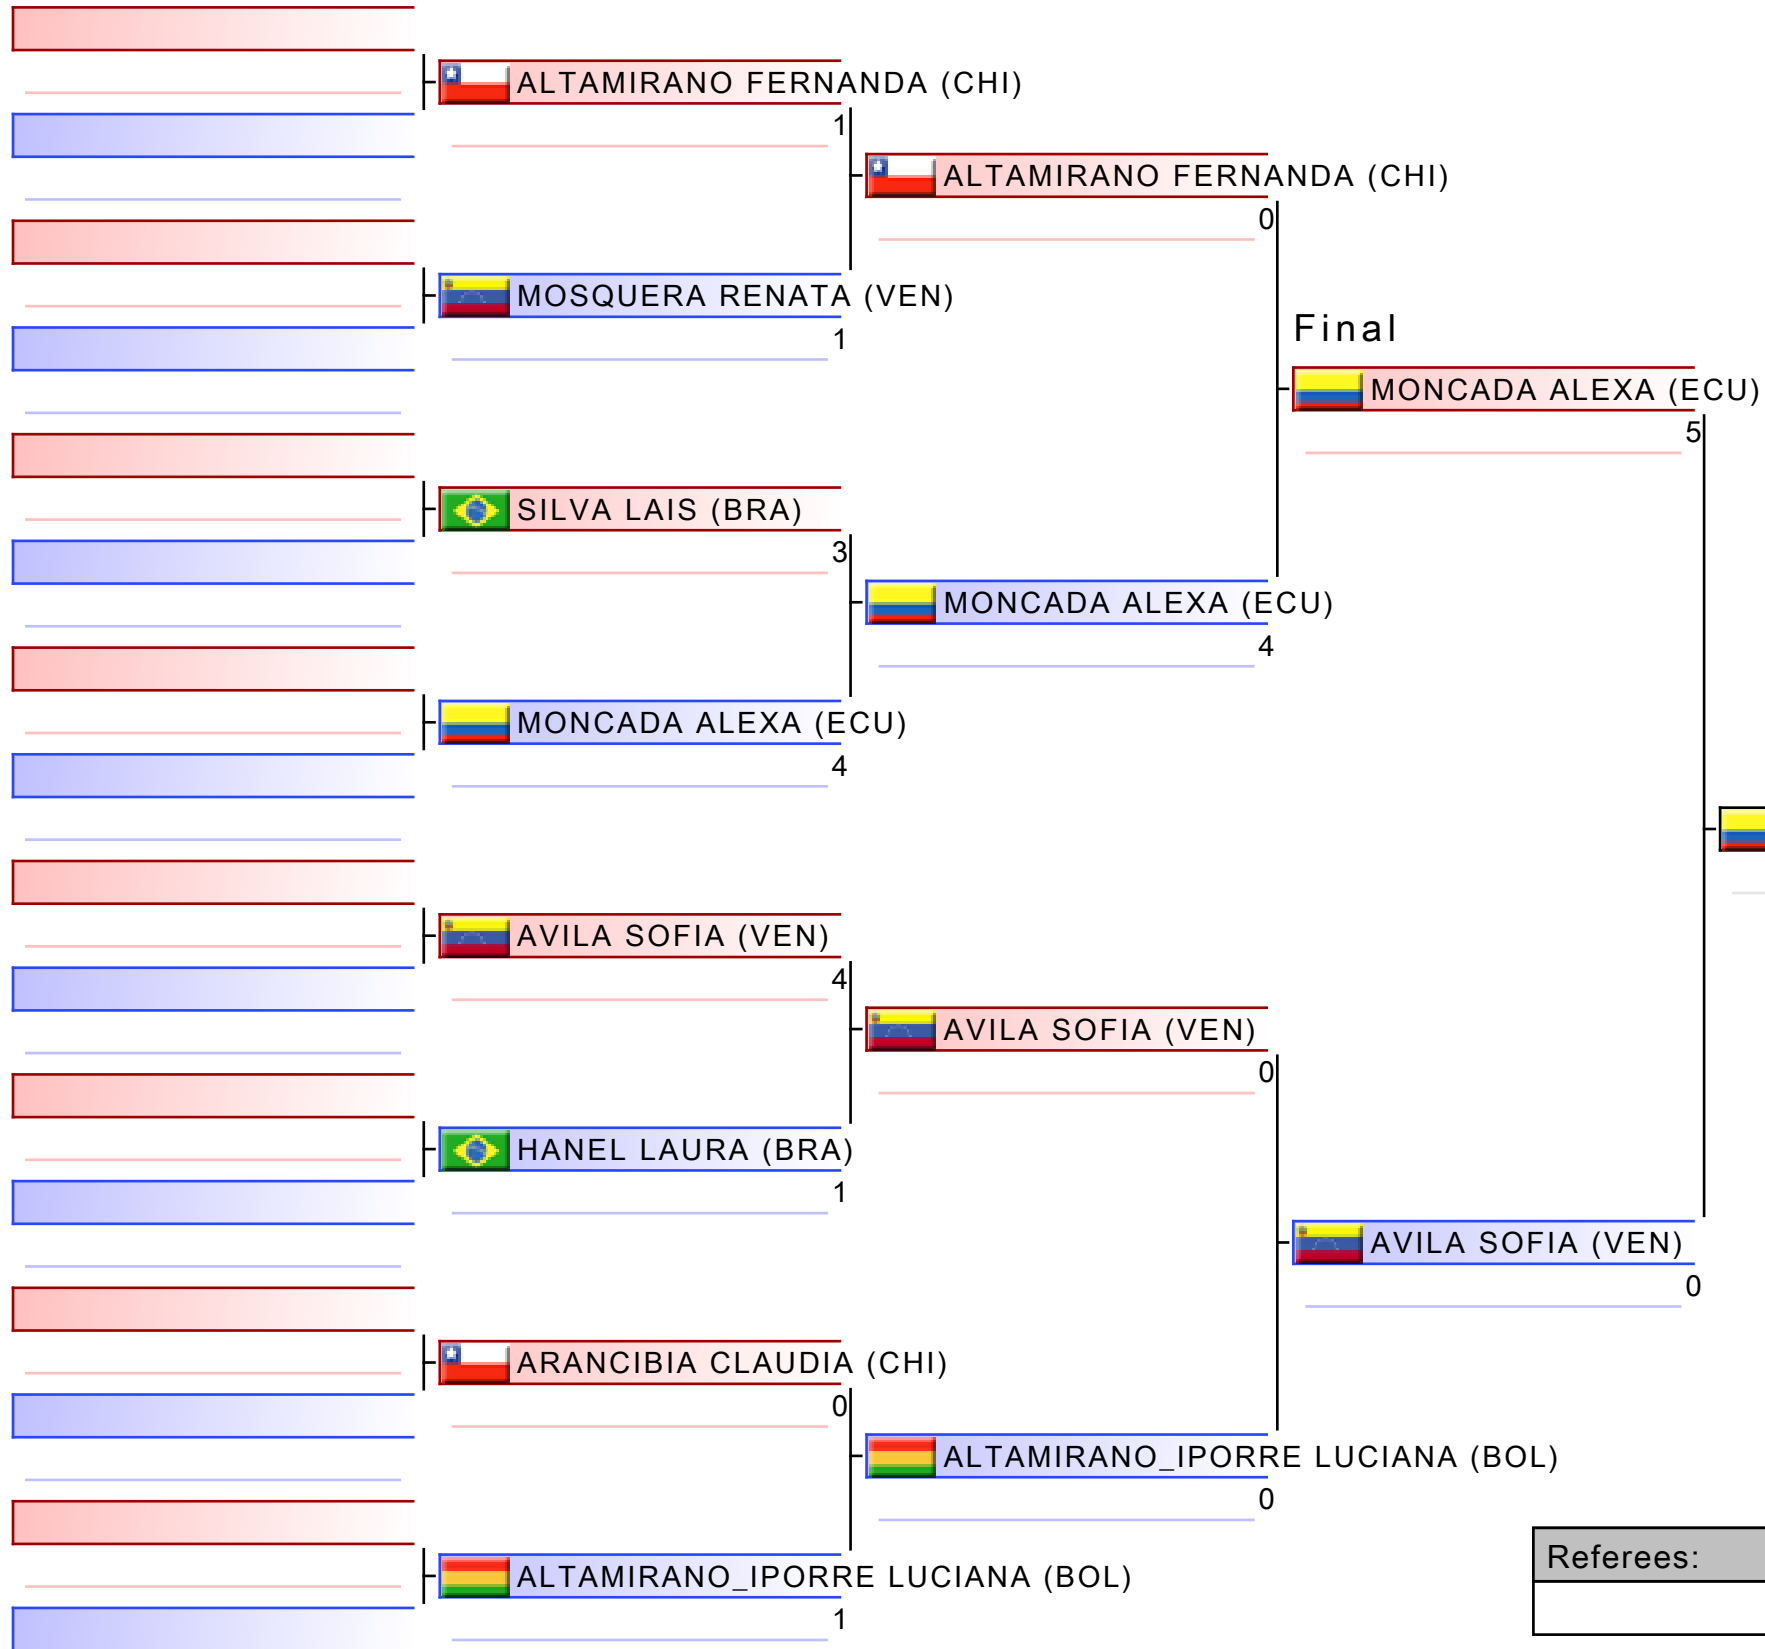 ALTAMIRANO FERNANDA (CHI)
1
ALTAMIRANO FERNANDA (CHI)
0
MOSQUERA RENATA (VEN)
1
Final
MONCADA ALEXA (ECU)
5
SILVA LAIS (BRA)
3
MONCADA ALEXA (ECU)
4
MONCADA ALEXA (ECU)
4
AVILA SOFIA (VEN)
4
AVILA SOFIA (VEN)
0
HANEL LAURA (BRA)
1
AVILA SOFIA (VEN)
0
ARANCIBIA CLAUDIA (CHI)
0
ALTAMIRANO_IPORRE LUCIANA (BOL)
0
ALTAMIRANO_IPORRE LUCIANA (BOL)
1
Referees: